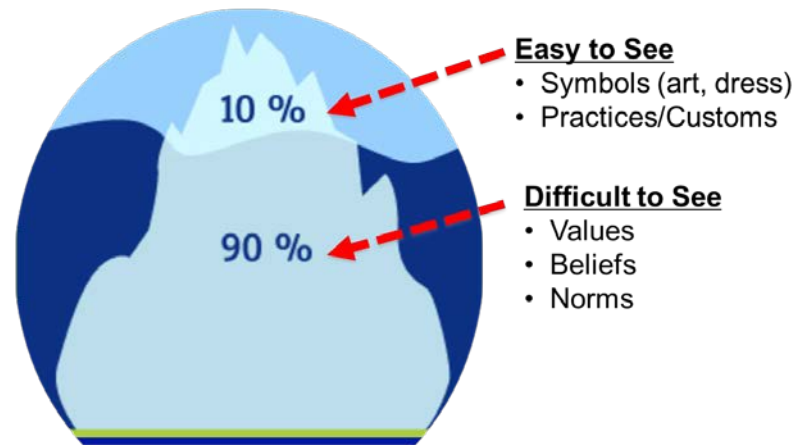 10 %
Easy to See
• Symbols (art, dress)
• Practices/Customs
90 %
Difficult to See
• Values
• Beliefs
• Norms